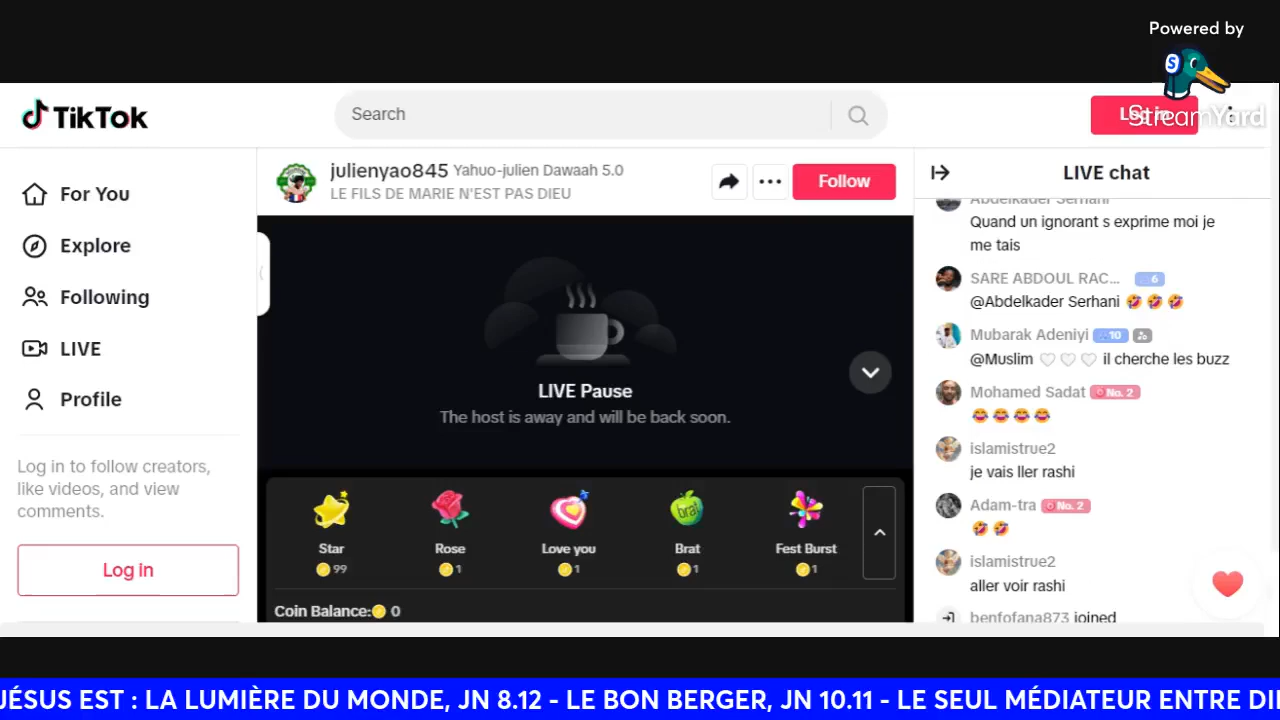 Powered by
S
StreamYard
TikTok
Search
Log in
For You
Explore
Following
LIVE
Profile
Log in to follow creators,
like videos, and view
comments.
Log in
julienyao845 Yahuo-julien Dawaah 5.0
LE FILS DE MARIE N'EST PAS DIEU
Follow
LIVE Pause
The host is away and will be back soon.
brat
Star
99
Rose
1
Love you
1
Brat
1
Fest Burst
1
Coin Balance: 0
LIVE chat
Abdelkader Serhani
Quand un ignorant s exprime moi je
me tais
SARE ABDOUL RAC... 6
@Abdelkader Serhani 🤣🤣🤣
Mubarak Adeniyi 10
@Muslim 🤍🤍🤍 il cherche les buzz
Mohamed Sadat No. 2
😂😂😂😂
islamistrue2
je vais ller rashi
Adam-tra No. 2
🤣🤣
islamistrue2
aller voir rashi
benfofana873 joined
JÉSUS EST : LA LUMIÈRE DU MONDE, JN 8.12 - LE BON BERGER, JN 10.11 - LE SEUL MÉDIATEUR ENTRE DI